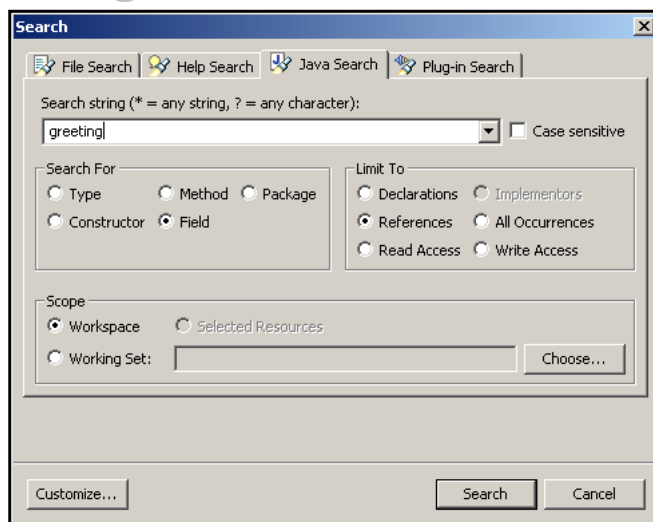 Search
File Search Help Search Java Search Plug-in Search
Search string (* = any string, ? = any character):
greeting Case sensitive
Search For Limit To
Type Method Package Declarations Implementors
Constructor Field References All Occurrences
Read Access Write Access
Scope
Workspace Selected Resources
Working Set: Choose...
Customize... Search Cancel